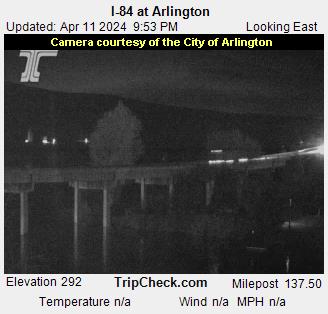 I-84 at Arlington
Updated: Apr 11 2024 9:53 PM Looking East
Camera courtesy of the City of Arlington
Elevation 292 TripCheck.com Milepost 137.50
Temperature n/a Wind n/a MPH n/a